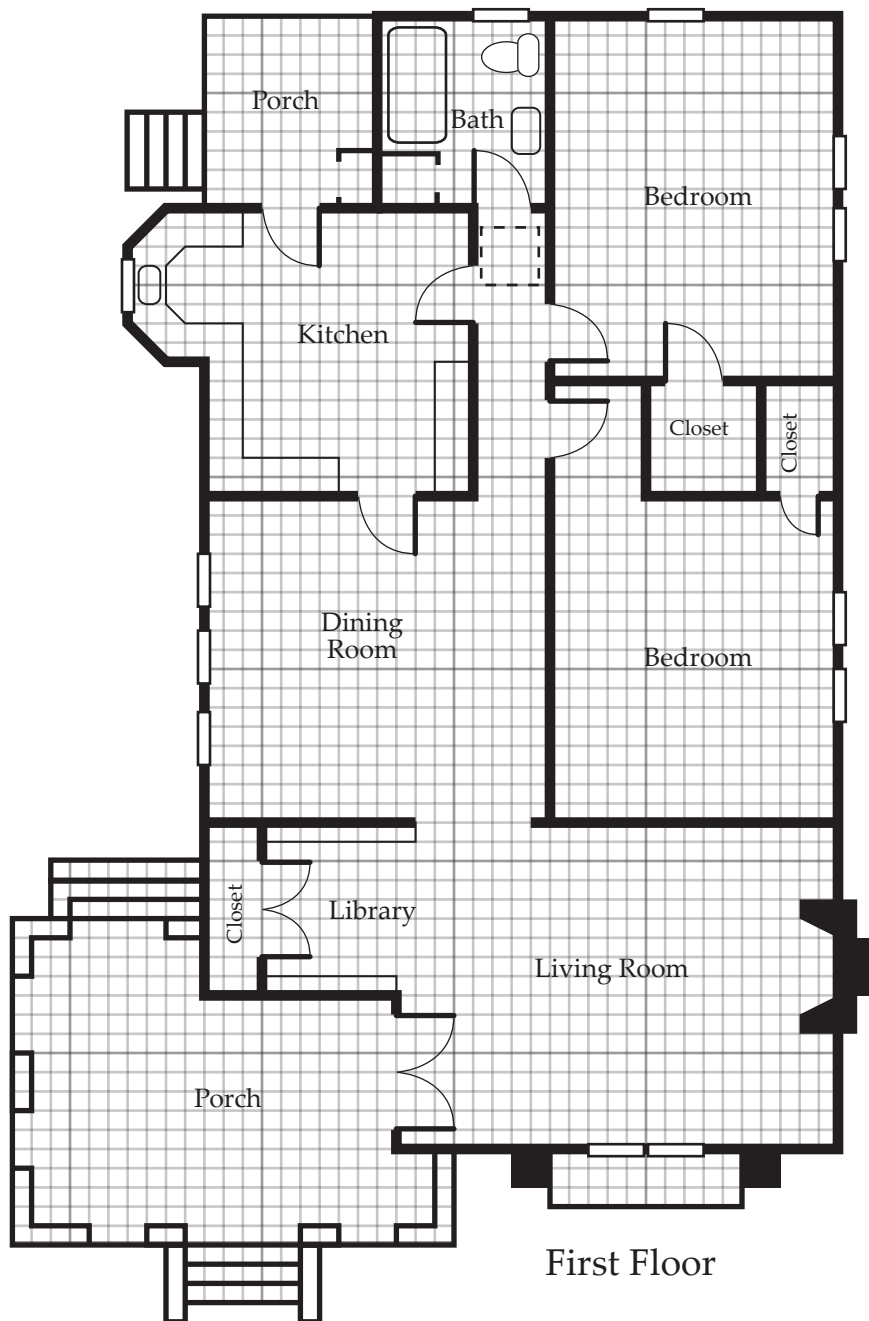 Porch
Bath
Bedroom
Kitchen
Closet
Closet
Dining
Room
Bedroom
Closet
Library
Living Room
Porch
First Floor